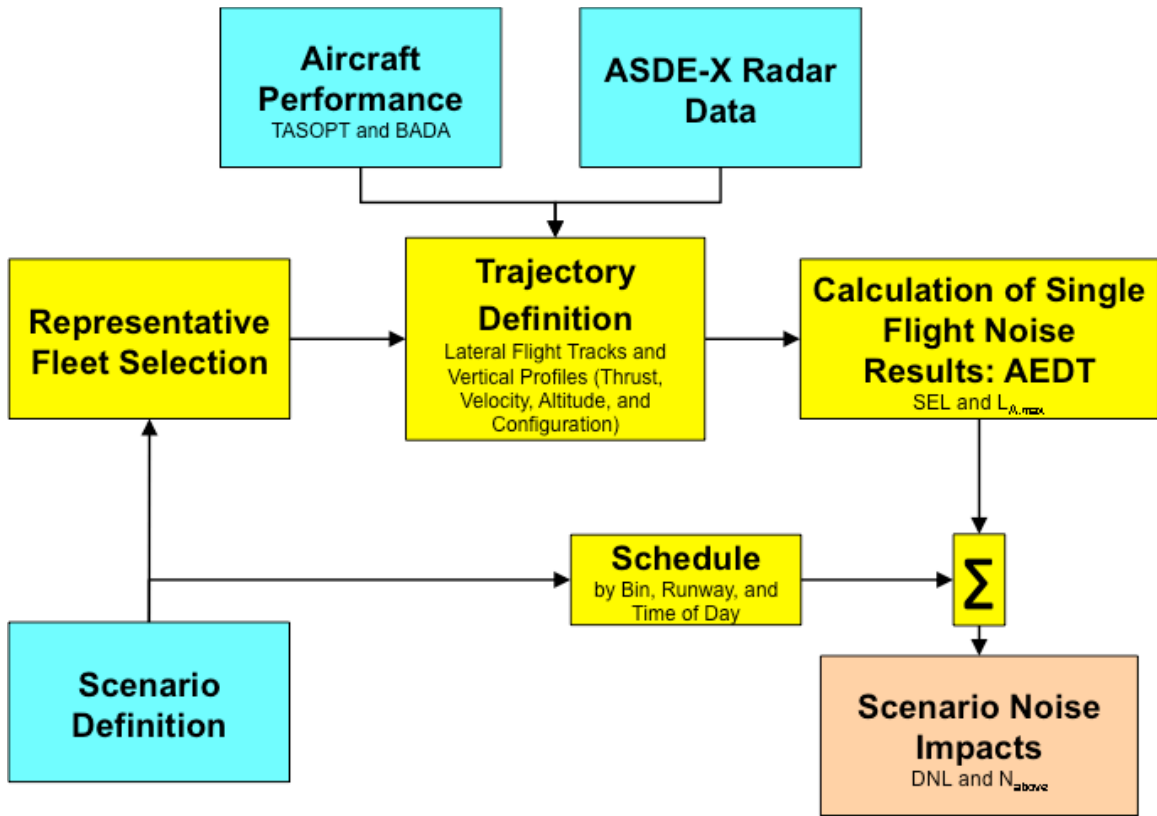 Aircraft
Performance
TASOPT and BADA
ASDE-X Radar
Data
Representative
Fleet Selection
Trajectory
Definition
Lateral Flight Tracks and
Vertical Profiles (Thrust,
Velocity, Altitude, and
Configuration)
Calculation of Single
Flight Noise
Results: AEDT
SEL and L_A,max
Schedule
by Bin, Runway, and
Time of Day
Σ
Scenario
Definition
Scenario Noise
Impacts
DNL and N_above